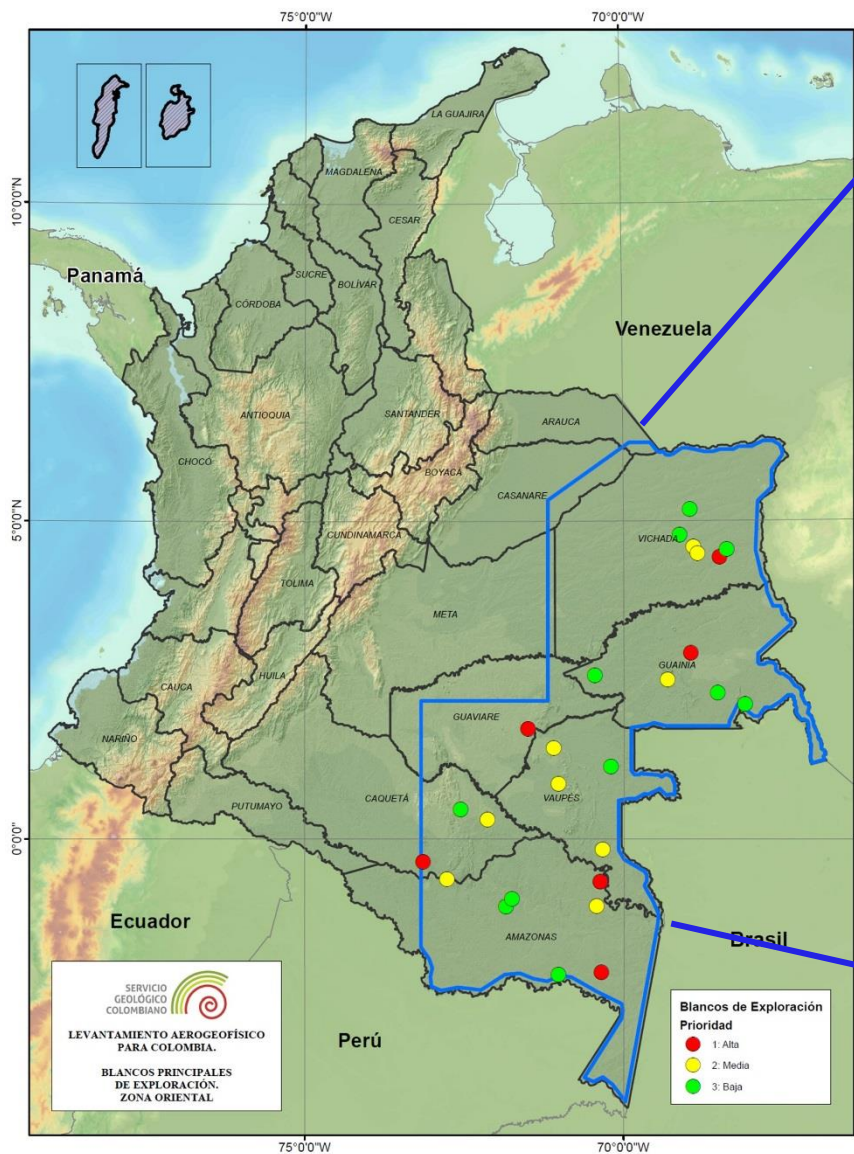 75°0'0"W
70°0'0"W
10°0'0"N
5°0'0"N
0°0'0"
LA GUAJIRA
MAGDALENA
CESAR
Panamá
SUCRE
BOLÍVAR
CÓRDOBA
Venezuela
ANTIOQUIA
SANTANDER
ARAUCA
CHOCÓ
BOYACÁ
CASANARE
CUNDINAMARCA
VICHADA
TOLIMA
META
HUILA
GUAINÍA
CAUCA
GUAVIARE
NARIÑO
CAQUETÁ
VAUPÉS
PUTUMAYO
Ecuador
AMAZONAS
Brasil
Perú
SERVICIO
GEOLÓGICO
COLOMBIANO
LEVANTAMIENTO AEROGEOFÍSICO
PARA COLOMBIA.
BLANCOS PRINCIPALES
DE EXPLORACIÓN.
ZONA ORIENTAL
Blancos de Exploración
Prioridad
1: Alta
2: Media
3: Baja
75°0'0"W
70°0'0"W